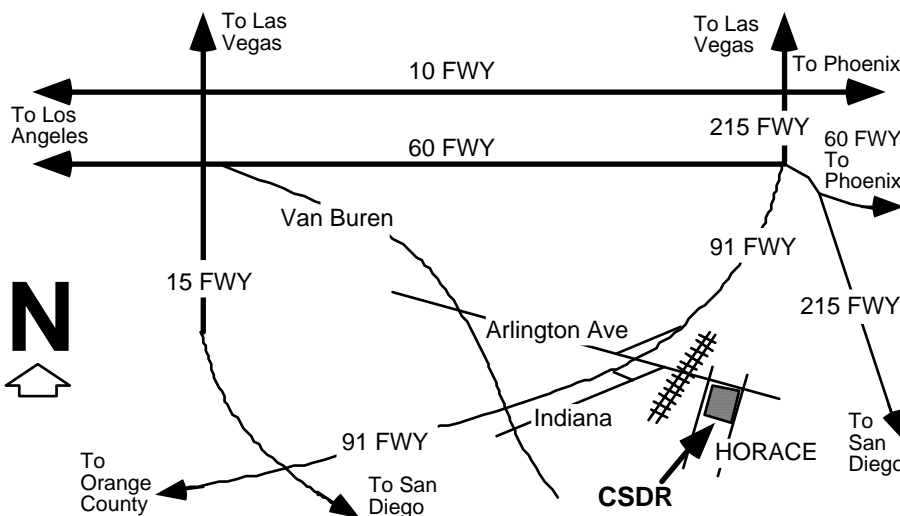 To Las
Vegas
To Las
Vegas
10 FWY
To Phoenix
To Los
Angeles
215 FWY
60 FWY
60 FWY
To
Phoenix
Van Buren
91 FWY
15 FWY
N
215 FWY
Arlington Ave
Indiana
91 FWY
HORACE
To
San
Diego
To
Orange
County
To San
Diego
CSDR